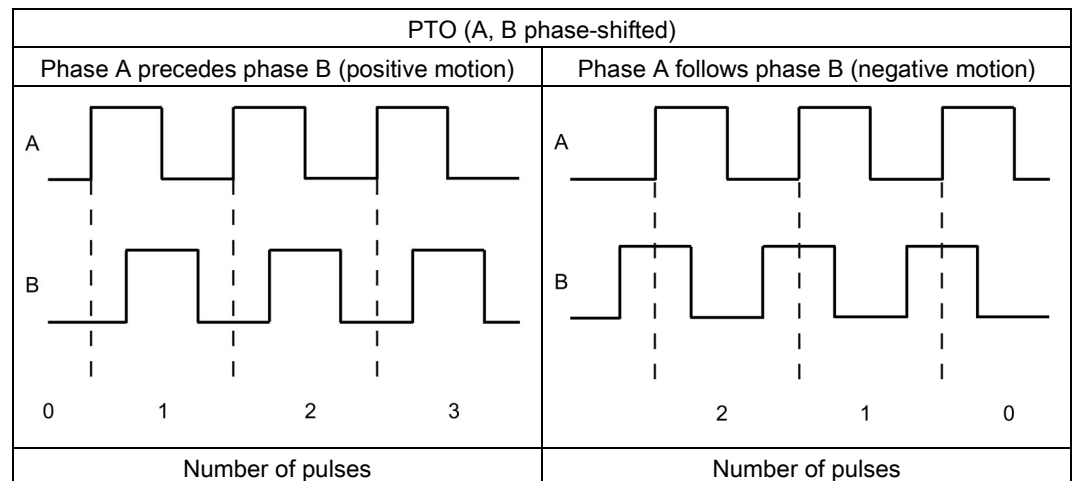 PTO (A, B phase-shifted)
Phase A precedes phase B (positive motion)
Phase A follows phase B (negative motion)
A
B
0 1 2 3
A
B
2 1 0
Number of pulses
Number of pulses